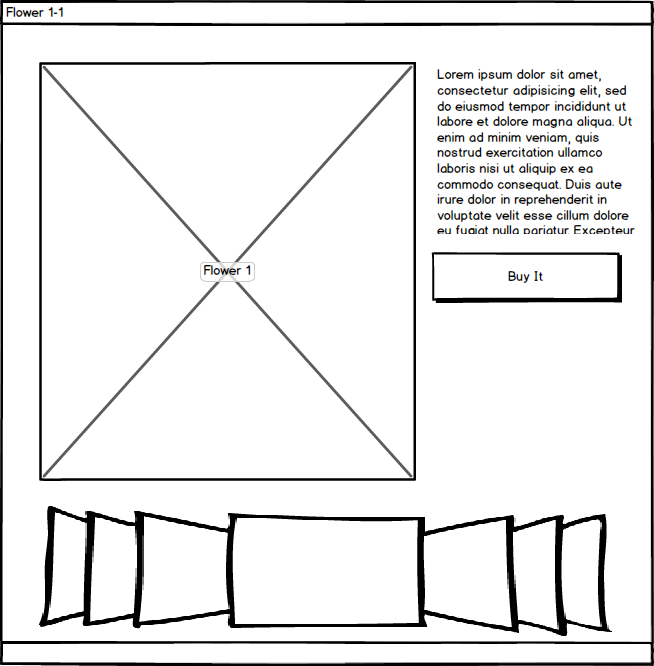 Flower 1-1
Lorem ipsum dolor sit amet,
consectetur adipisicing elit, sed
do eiusmod tempor incididunt ut
labore et dolore magna aliqua. Ut
enim ad minim veniam, quis
nostrud exercitation ullamco
laboris nisi ut aliquip ex ea
commodo consequat. Duis aute
irure dolor in reprehenderit in
voluptate velit esse cillum dolore
eu fugiat nulla pariatur. Excepteur
Flower 1
Buy It